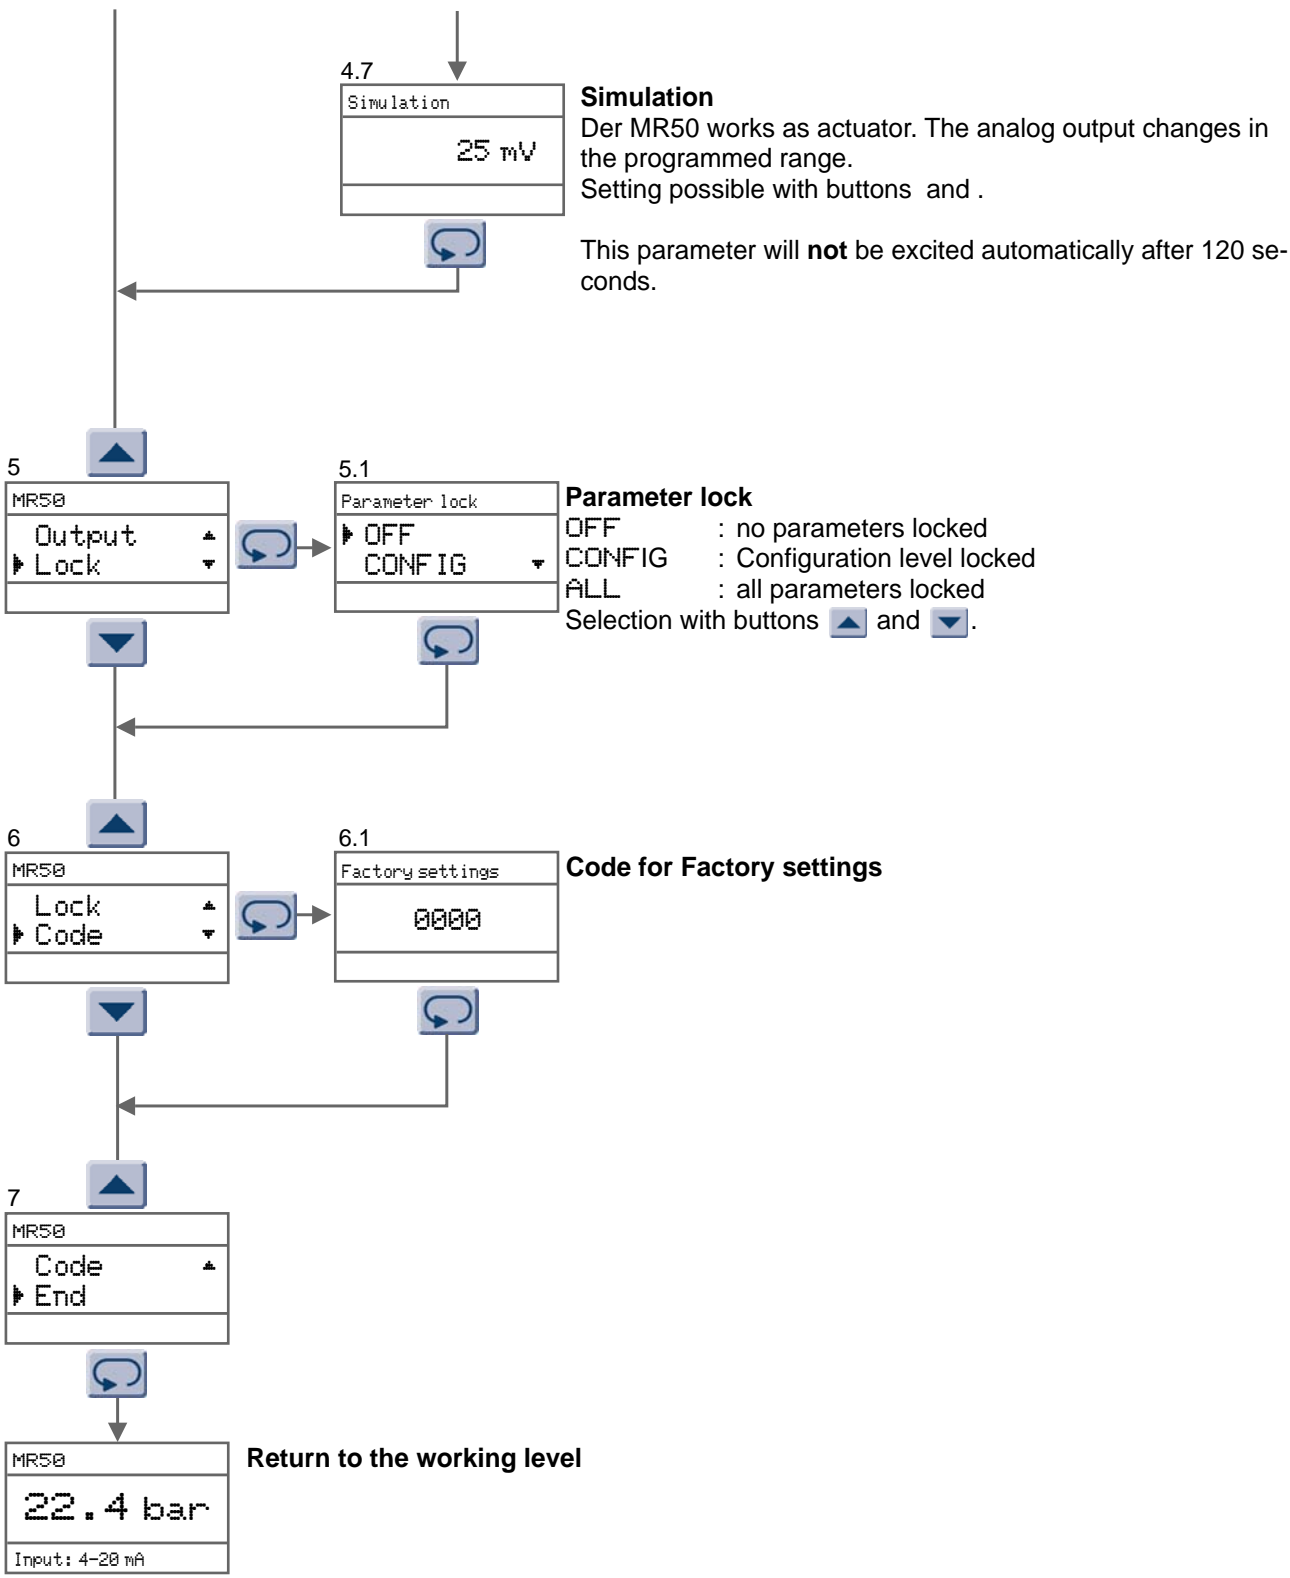 4.7
Simulation
25 mV
Simulation
Der MR50 works as actuator. The analog output changes in
the programmed range.
Setting possible with buttons  and .
This parameter will not be excited automatically after 120 se-
conds.
5
MR50
Output
Lock
5.1
Parameter lock
OFF
CONFIG
Parameter lock
OFF : no parameters locked
CONFIG : Configuration level locked
ALL : all parameters locked
Selection with buttons and .
6
MR50
Lock
Code
6.1
Factory settings
0000
Code for Factory settings
7
MR50
Code
End
MR50
22.4 bar
Input: 4-20 mA
Return to the working level